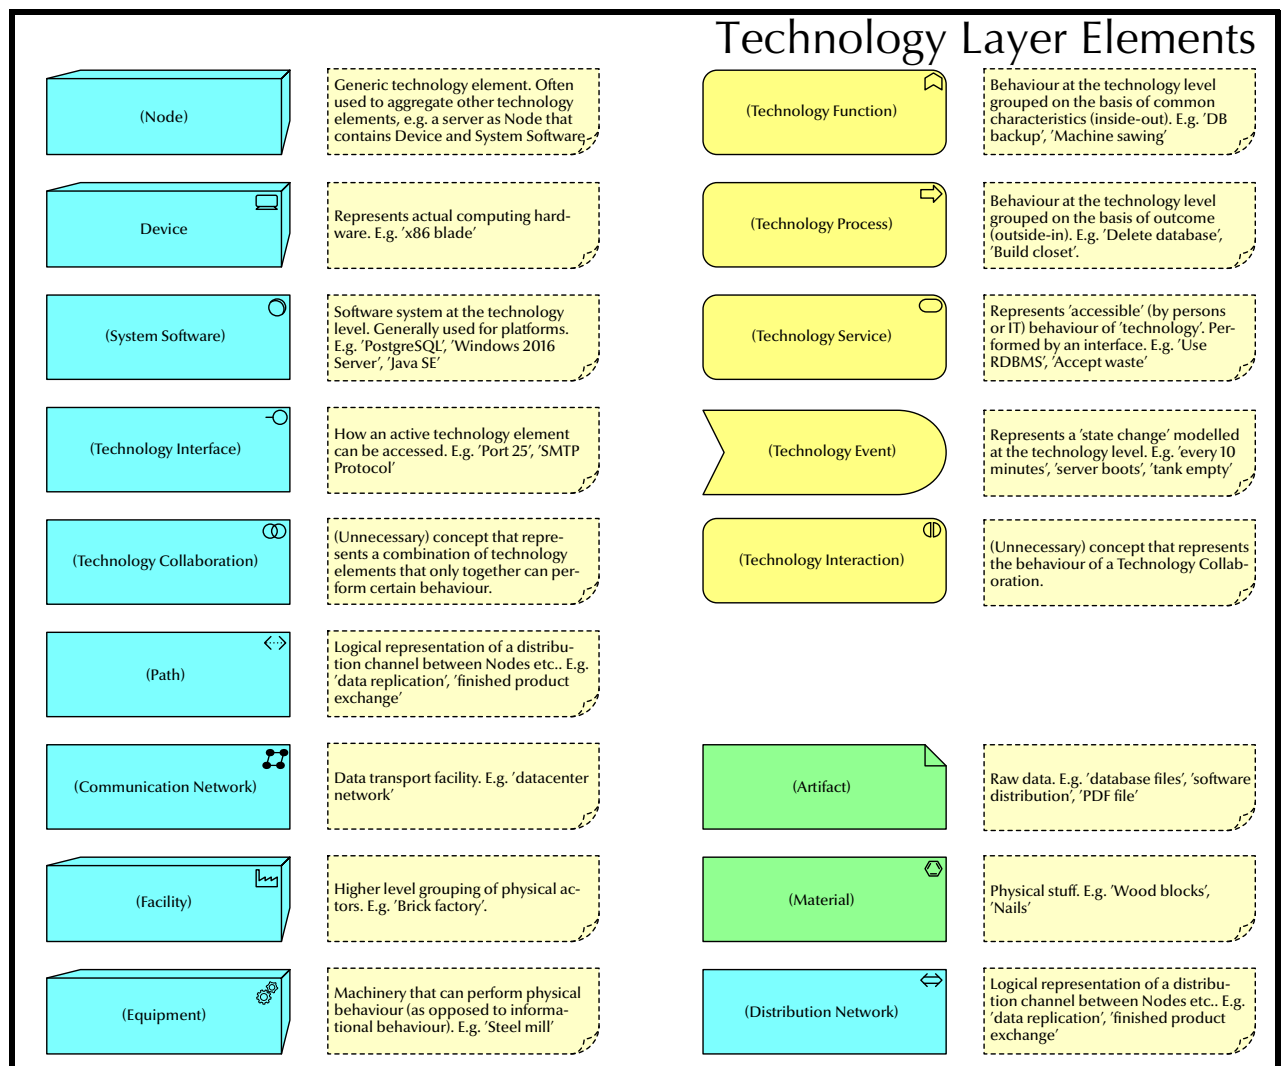 Technology Layer Elements
(Node)
Generic technology element. Often
used to aggregate other technology
elements, e.g. a server as Node that
contains Device and System Software
(Technology Function)
Behaviour at the technology level
grouped on the basis of common
characteristics (inside-out). E.g. 'DB
backup', 'Machine sawing'
Device
Represents actual computing hard-
ware. E.g. 'x86 blade'
(Technology Process)
Behaviour at the technology level
grouped on the basis of outcome
(outside-in). E.g. 'Delete database',
'Build closet'.
(System Software)
Software system at the technology
level. Generally used for platforms.
E.g. 'PostgreSQL', 'Windows 2016
Server', 'Java SE'
(Technology Service)
Represents 'accessible' (by persons
or IT) behaviour of 'technology'. Per-
formed by an interface. E.g. 'Use
RDBMS', 'Accept waste'
(Technology Interface)
How an active technology element
can be accessed. E.g. 'Port 25', 'SMTP
Protocol'
(Technology Event)
Represents a 'state change' modelled
at the technology level. E.g. 'every 10
minutes', 'server boots', 'tank empty'
(Technology Collaboration)
(Unnecessary) concept that repre-
sents a combination of technology
elements that only together can per-
form certain behaviour.
(Technology Interaction)
(Unnecessary) concept that represents
the behaviour of a Technology Collab-
oration.
(Path)
Logical representation of a distribu-
tion channel between Nodes etc.. E.g.
'data replication', 'finished product
exchange'
(Communication Network)
Data transport facility. E.g. 'datacenter
network'
(Artifact)
Raw data. E.g. 'database files', 'software
distribution', 'PDF file'
(Facility)
Higher level grouping of physical ac-
tors. E.g. 'Brick factory'.
(Material)
Physical stuff. E.g. 'Wood blocks',
'Nails'
(Equipment)
Machinery that can perform physical
behaviour (as opposed to informa-
tional behaviour). E.g. 'Steel mill'
(Distribution Network)
Logical representation of a distribu-
tion channel between Nodes etc.. E.g.
'data replication', 'finished product
exchange'